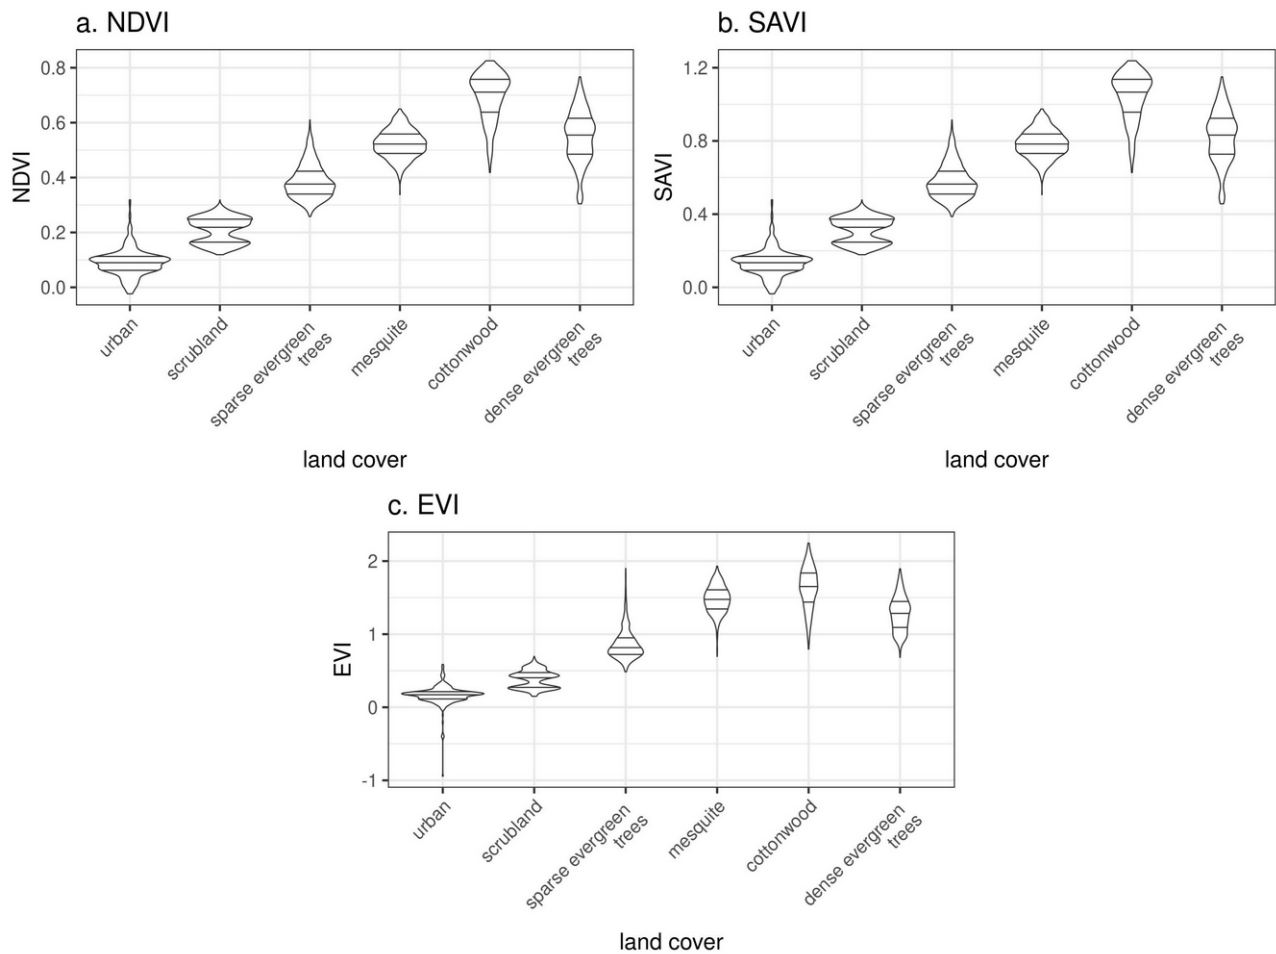 a. NDVI
NDVI
0.8
0.6
0.4
0.2
0.0
urban
scrubland
sparse evergreen
trees
mesquite
cottonwood
dense evergreen
trees
land cover
b. SAVI
SAVI
1.2
0.8
0.4
0.0
urban
scrubland
sparse evergreen
trees
mesquite
cottonwood
dense evergreen
trees
land cover
c. EVI
EVI
2
1
0
-1
urban
scrubland
sparse evergreen
trees
mesquite
cottonwood
dense evergreen
trees
land cover